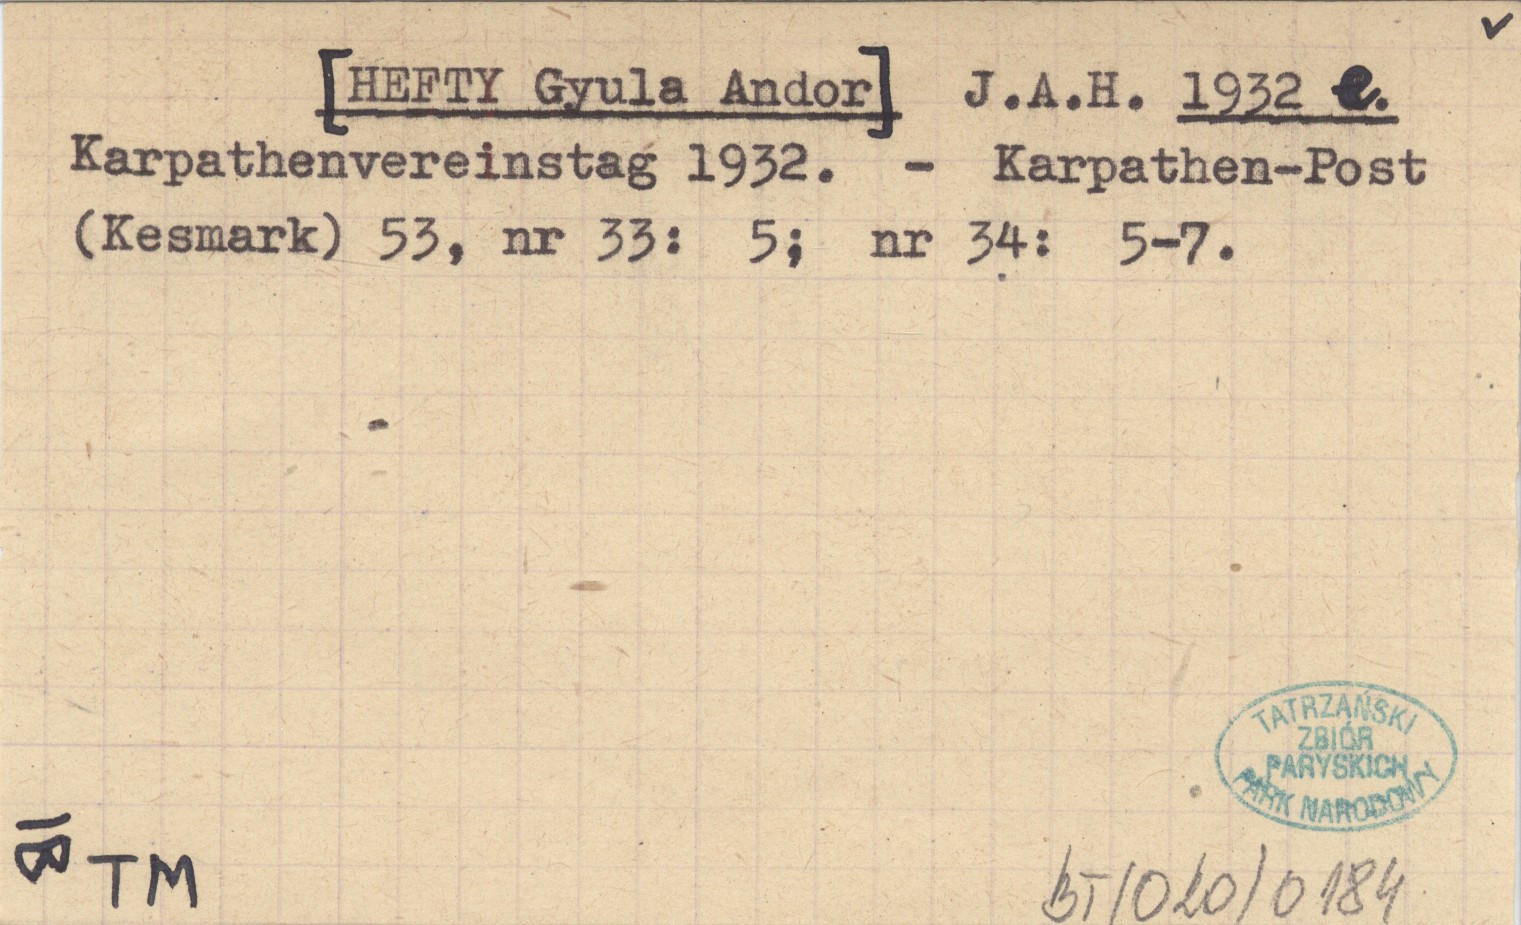 ✓
[HEFTY Gyula Andor] J.A.H. 1932 e.
Karpathenvereinstag 1932. - Karpathen-Post
(Kesmark) 53, nr 33: 5; nr 34: 5-7.
TATRZAŃSKI
ZBIÓR
PARYSKICH
PARK NARODOWY
B TM
BT/020/0184